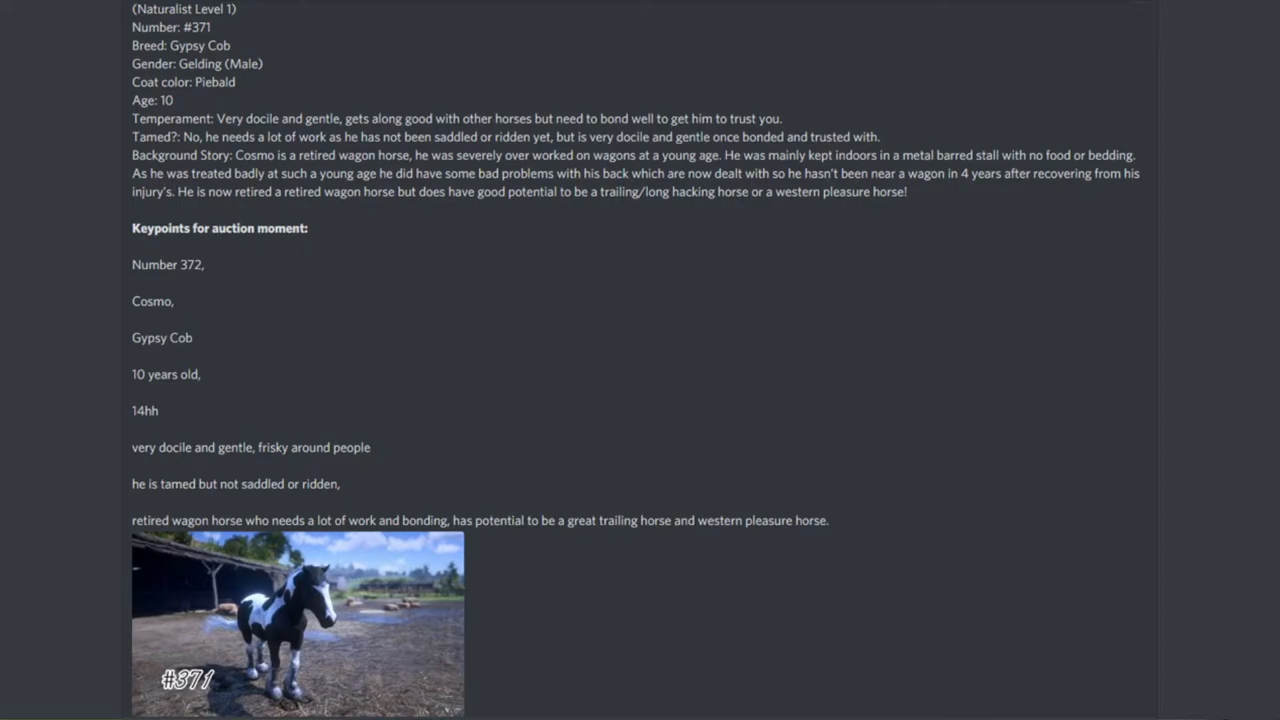 (Naturalist Level 1)
Number: #371
Breed: Gypsy Cob
Gender: Gelding (Male)
Coat color: Piebald
Age: 10
Temperament: Very docile and gentle, gets along good with other horses but need to bond well to get him to trust you.
Tamed?: No, he needs a lot of work as he has not been saddled or ridden yet, but is very docile and gentle once bonded and trusted with.
Background Story: Cosmo is a retired wagon horse, he was severely over worked on wagons at a young age. He was mainly kept indoors in a metal barred stall with no food or bedding.
As he was treated badly at such a young age he did have some bad problems with his back which are now dealt with so he hasn't been near a wagon in 4 years after recovering from his
injury's. He is now retired a retired wagon horse but does have good potential to be a trailing/long hacking horse or a western pleasure horse!
Keypoints for auction moment:
Number 372,
Cosmo,
Gypsy Cob
10 years old,
14hh
very docile and gentle, frisky around people
he is tamed but not saddled or ridden,
retired wagon horse who needs a lot of work and bonding, has potential to be a great trailing horse and western pleasure horse.
#371